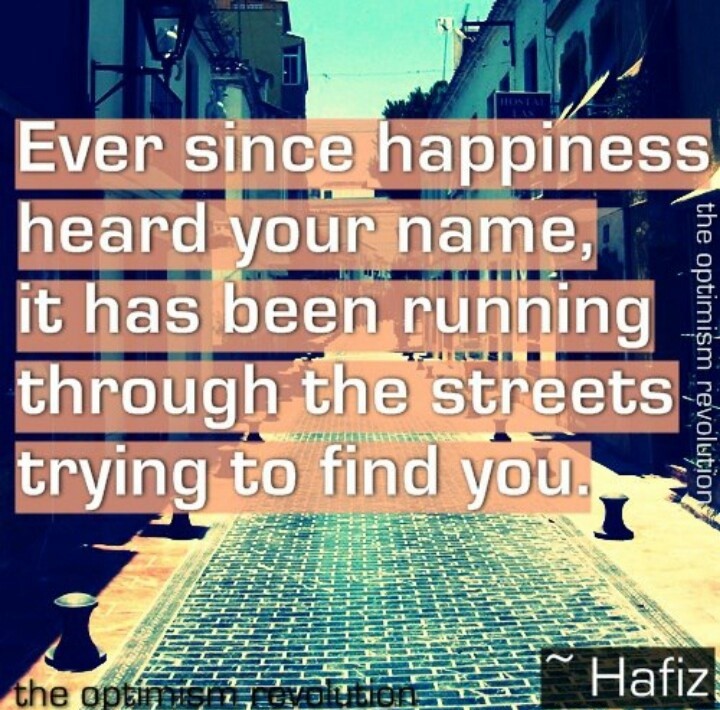 Ever since happiness
heard your name,
it has been running
through the streets
trying to find you.
~ Hafiz
the optimism revolution
the optimism revolution
HOSTAL